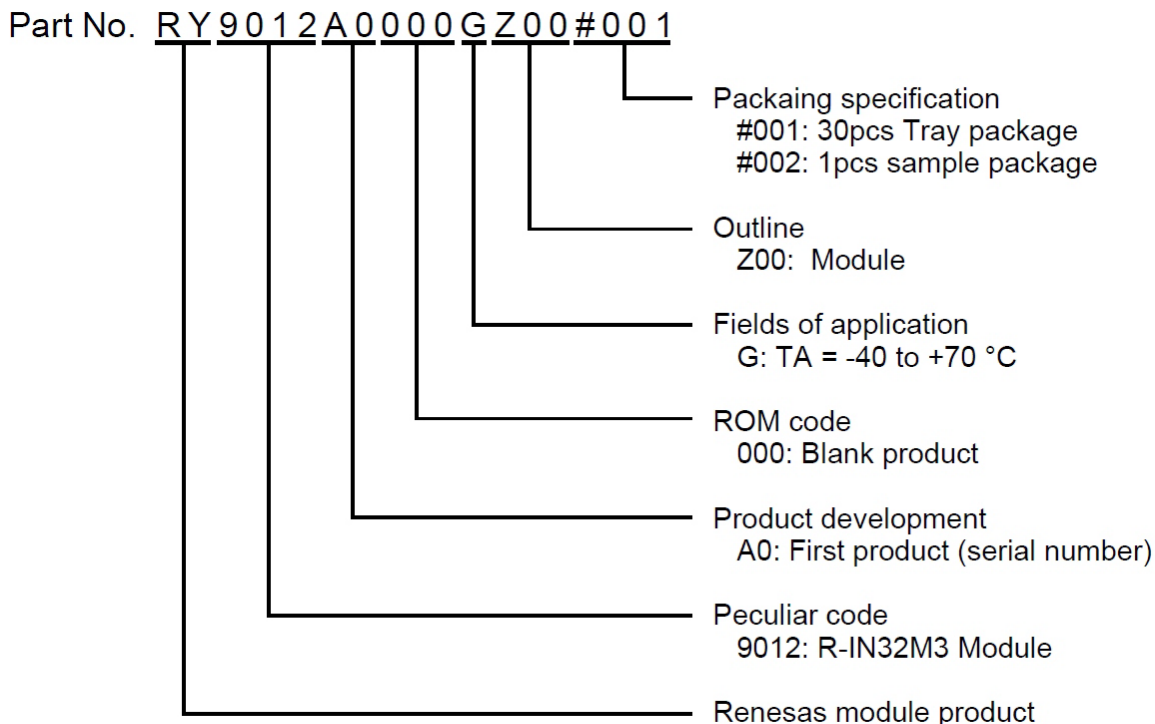 Part No. RY9012A0000GZ00#001
Packaing specification
#001: 30pcs Tray package
#002: 1pcs sample package
Outline
Z00: Module
Fields of application
G: TA = -40 to +70 °C
ROM code
000: Blank product
Product development
A0: First product (serial number)
Peculiar code
9012: R-IN32M3 Module
Renesas module product